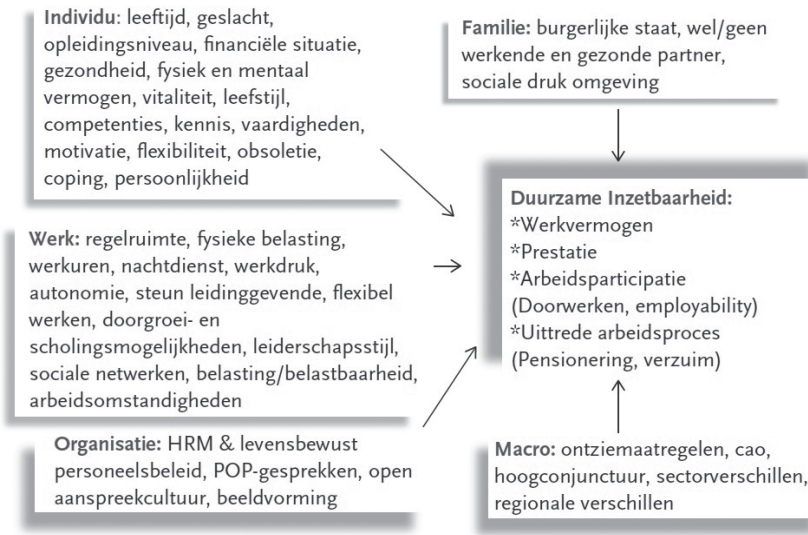 Individu: leeftijd, geslacht,
opleidingsniveau, financiële situatie,
gezondheid, fysiek en mentaal
vermogen, vitaliteit, leefstijl,
competenties, kennis, vaardigheden,
motivatie, flexibiliteit, obsoletie,
coping, persoonlijkheid
Familie: burgerlijke staat, wel/geen
werkende en gezonde partner,
sociale druk omgeving
Werk: regelruimte, fysieke belasting,
werkuren, nachtdienst, werkdruk,
autonomie, steun leidinggevende, flexibel
werken, doorgroei- en
scholingsmogelijkheden, leiderschapsstijl,
sociale netwerken, belasting/belastbaarheid,
arbeidsomstandigheden
Duurzame Inzetbaarheid:
*Werkvermogen
*Prestatie
*Arbeidsparticipatie
(Doorwerken, employability)
*Uittrede arbeidsproces
(Pensionering, verzuim)
Organisatie: HRM & levensbewust
personeelsbeleid, POP-gesprekken, open
aanspreekcultuur, beeldvorming
Macro: ontziemaatregelen, cao,
hoogconjunctuur, sectorverschillen,
regionale verschillen